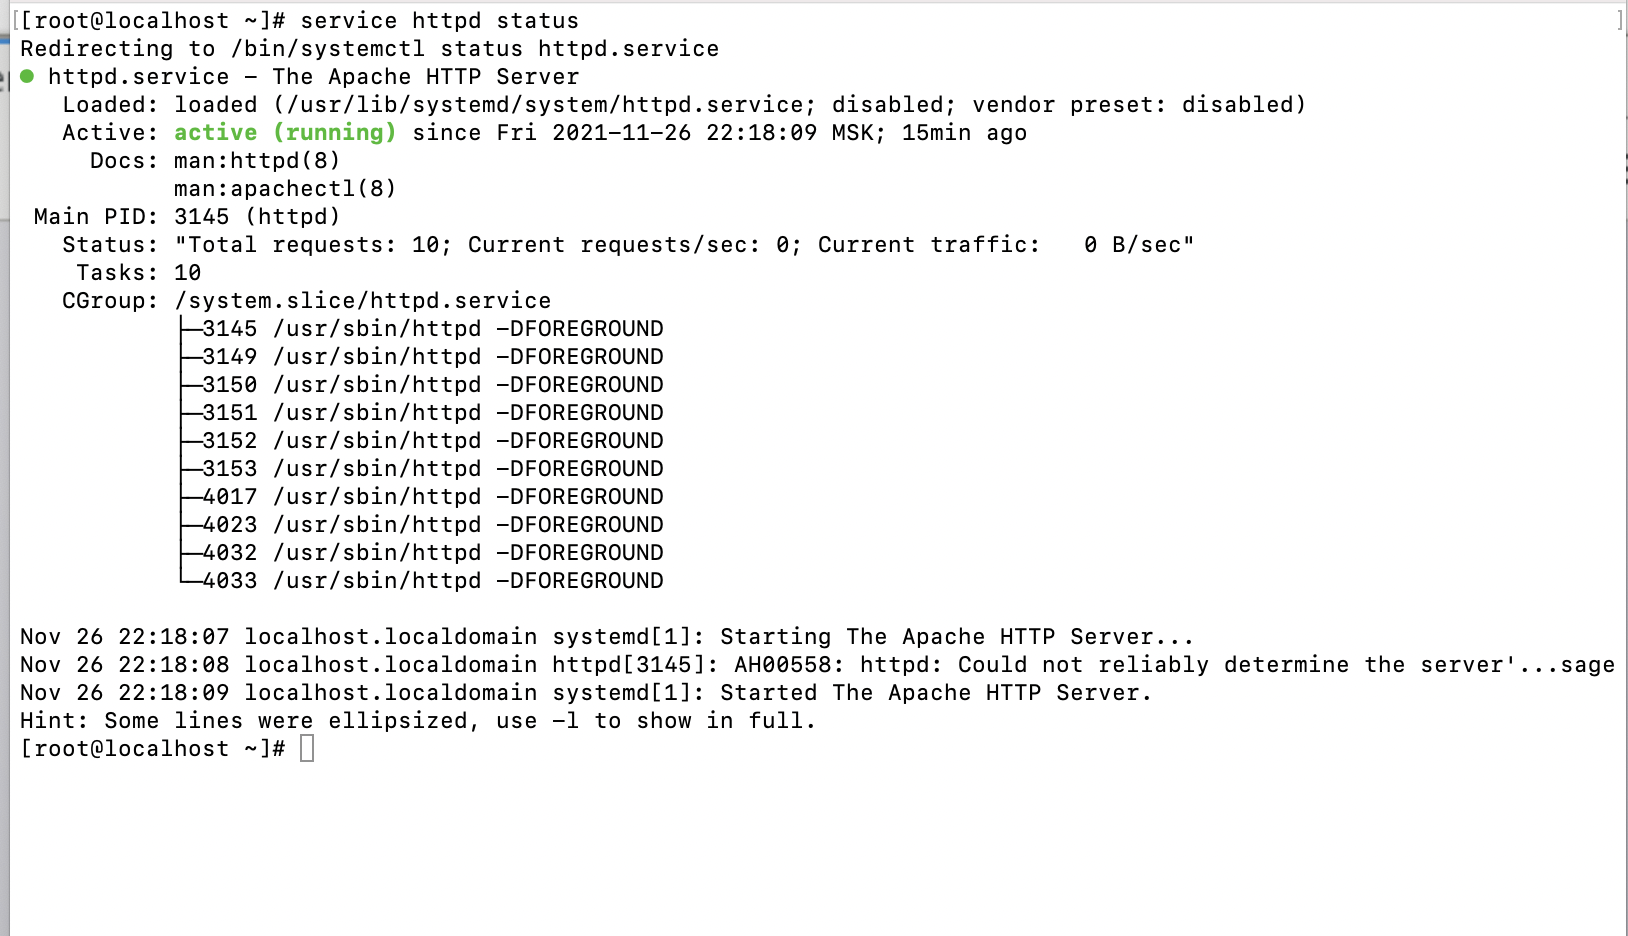 [root@localhost ~]# service httpd status
Redirecting to /bin/systemctl status httpd.service
● httpd.service - The Apache HTTP Server
   Loaded: loaded (/usr/lib/systemd/system/httpd.service; disabled; vendor preset: disabled)
   Active: active (running) since Fri 2021-11-26 22:18:09 MSK; 15min ago
     Docs: man:httpd(8)
           man:apachectl(8)
 Main PID: 3145 (httpd)
   Status: "Total requests: 10; Current requests/sec: 0; Current traffic:   0 B/sec"
    Tasks: 10
   CGroup: /system.slice/httpd.service
           ├─3145 /usr/sbin/httpd -DFOREGROUND
           ├─3149 /usr/sbin/httpd -DFOREGROUND
           ├─3150 /usr/sbin/httpd -DFOREGROUND
           ├─3151 /usr/sbin/httpd -DFOREGROUND
           ├─3152 /usr/sbin/httpd -DFOREGROUND
           ├─3153 /usr/sbin/httpd -DFOREGROUND
           ├─4017 /usr/sbin/httpd -DFOREGROUND
           ├─4023 /usr/sbin/httpd -DFOREGROUND
           ├─4032 /usr/sbin/httpd -DFOREGROUND
           └─4033 /usr/sbin/httpd -DFOREGROUND

Nov 26 22:18:07 localhost.localdomain systemd[1]: Starting The Apache HTTP Server...
Nov 26 22:18:08 localhost.localdomain httpd[3145]: AH00558: httpd: Could not reliably determine the server'...sage
Nov 26 22:18:09 localhost.localdomain systemd[1]: Started The Apache HTTP Server.
Hint: Some lines were ellipsized, use -l to show in full.
[root@localhost ~]#